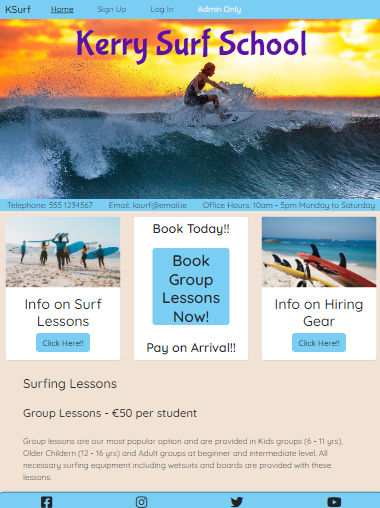 KSurf Home Sign Up Log In Admin Only
Kerry Surf School
Telephone: 555 1234567 Email: ksurf@email.ie Office Hours: 10am - 5pm Monday to Saturday
Info on Surf
Lessons
Click Here!!
Book Today!!
Book
Group
Lessons
Now!
Pay on Arrival!!
Info on Hiring
Gear
Click Here!!
Surfing Lessons
Group Lessons - €50 per student
Group lessons are our most popular option and are provided in Kids groups (6 - 11 yrs),
Older Childern (12 - 16 yrs) and Adult groups at beginner and intermediate level. All
necessary surfing equipment including wetsuits and boards are provided with these
lessons.